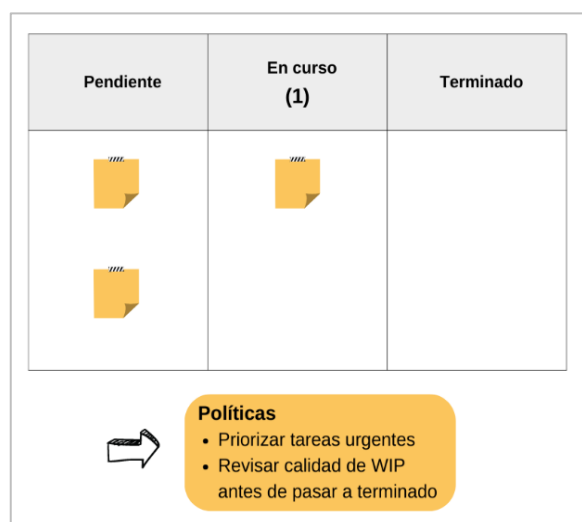 Pendiente
En curso
(1)
Terminado
Políticas
• Priorizar tareas urgentes
• Revisar calidad de WIP
antes de pasar a terminado